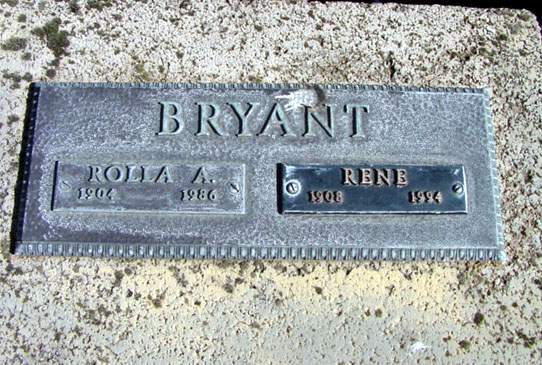 BRYANT
ROLLA A.
1904 1986
RENE
1908 1994